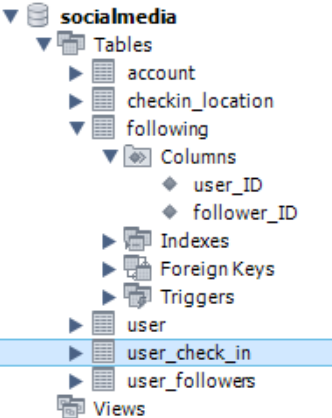 socialmedia
Tables
account
checkin_location
following
Columns
user_ID
follower_ID
Indexes
Foreign Keys
Triggers
user
user_check_in
user_followers
Views